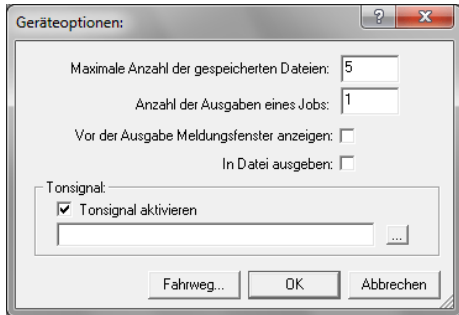 Geräteoptionen:
Maximale Anzahl der gespeicherten Dateien: 5
Anzahl der Ausgaben eines Jobs: 1
Vor der Ausgabe Meldungsfenster anzeigen:
In Datei ausgeben:
Tonsignal:
Tonsignal aktivieren
...
Fahrweg... OK Abbrechen